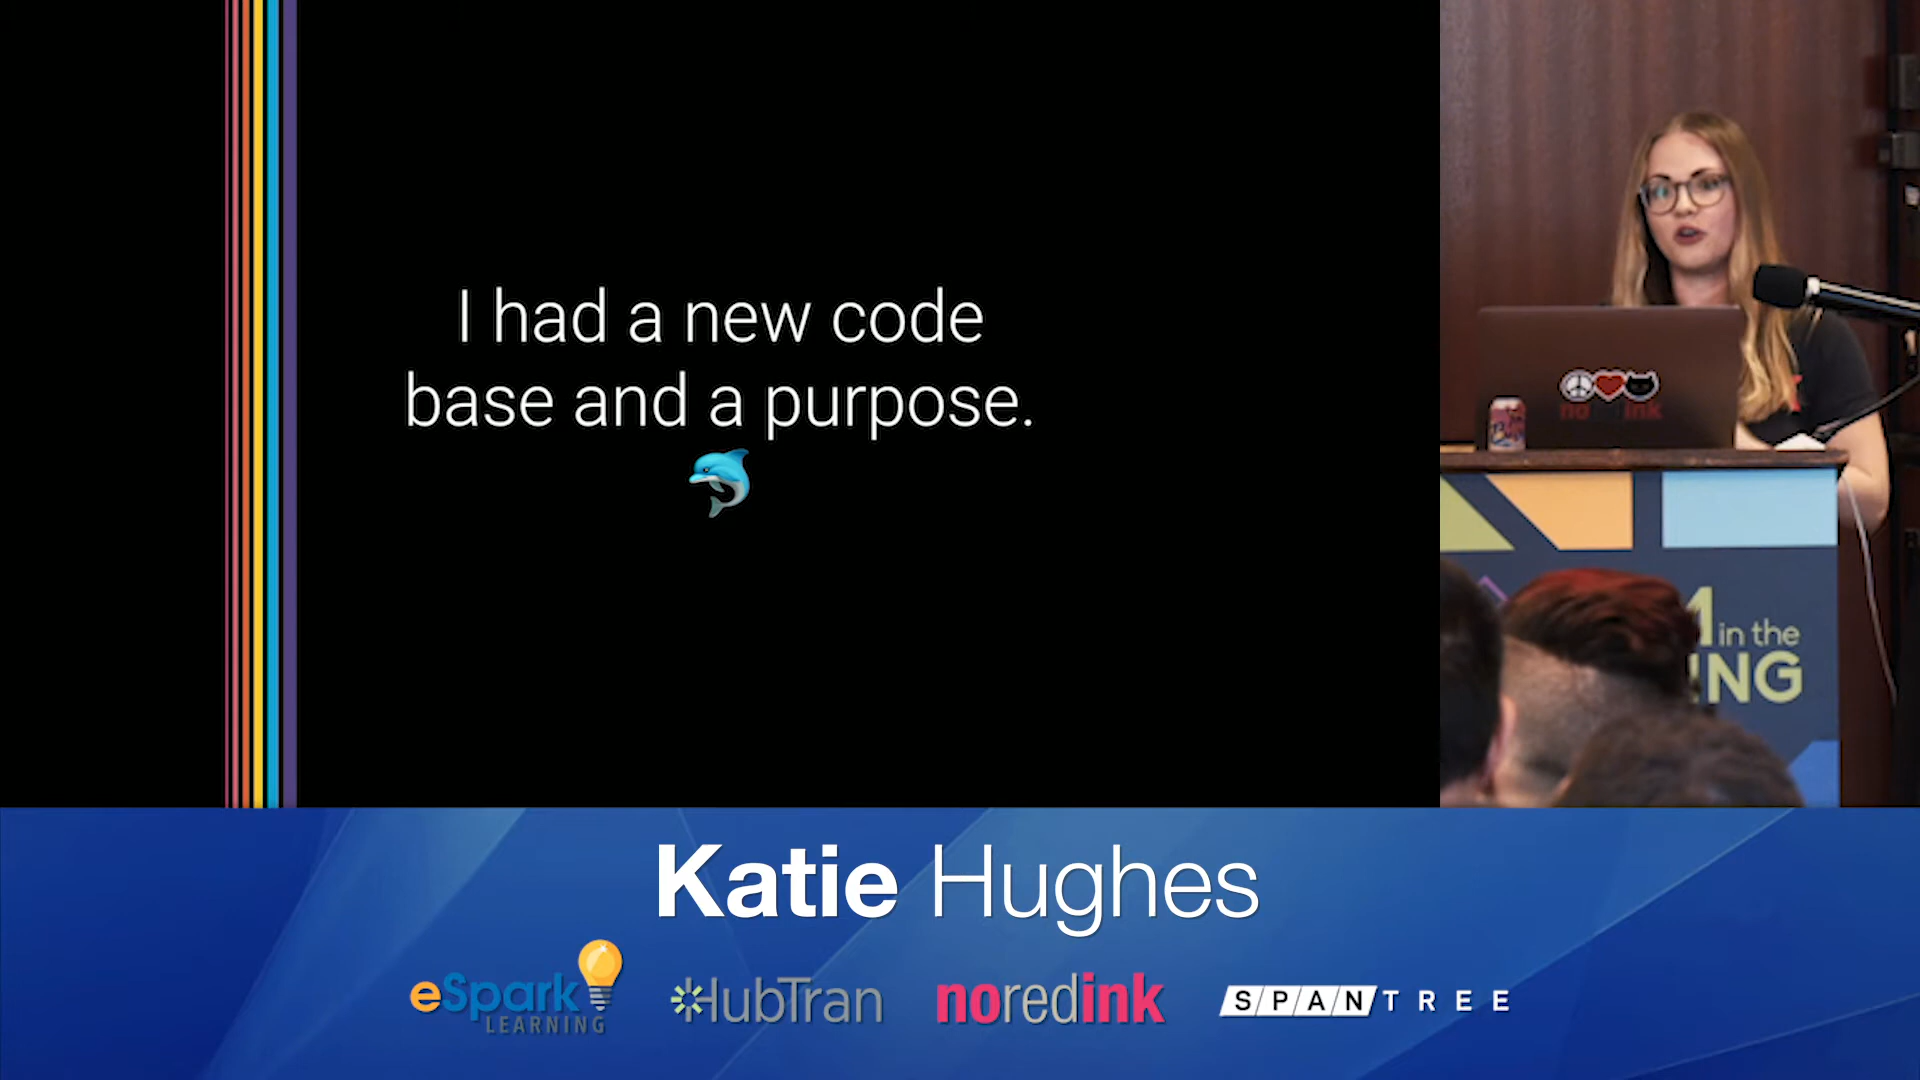 I had a new code
base and a purpose.
in the
NG
Katie Hughes
eSpark
LEARNING
HubTran
noredink
SPANTREE